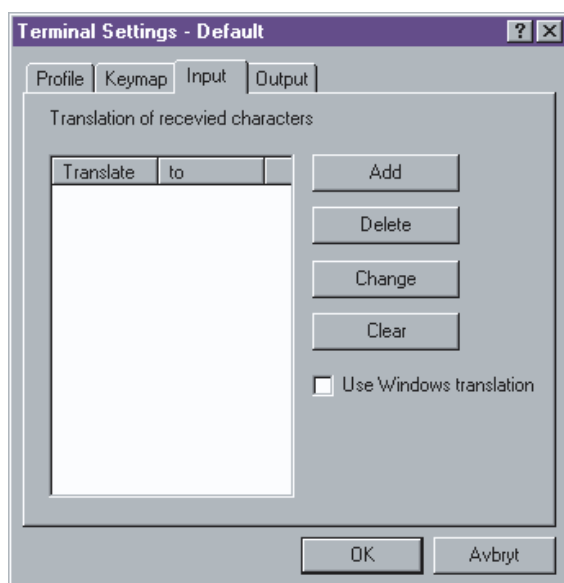 Terminal Settings - Default
Profile Keymap Input Output
Translation of recevied characters
Translate to
Add
Delete
Change
Clear
Use Windows translation
OK Avbryt